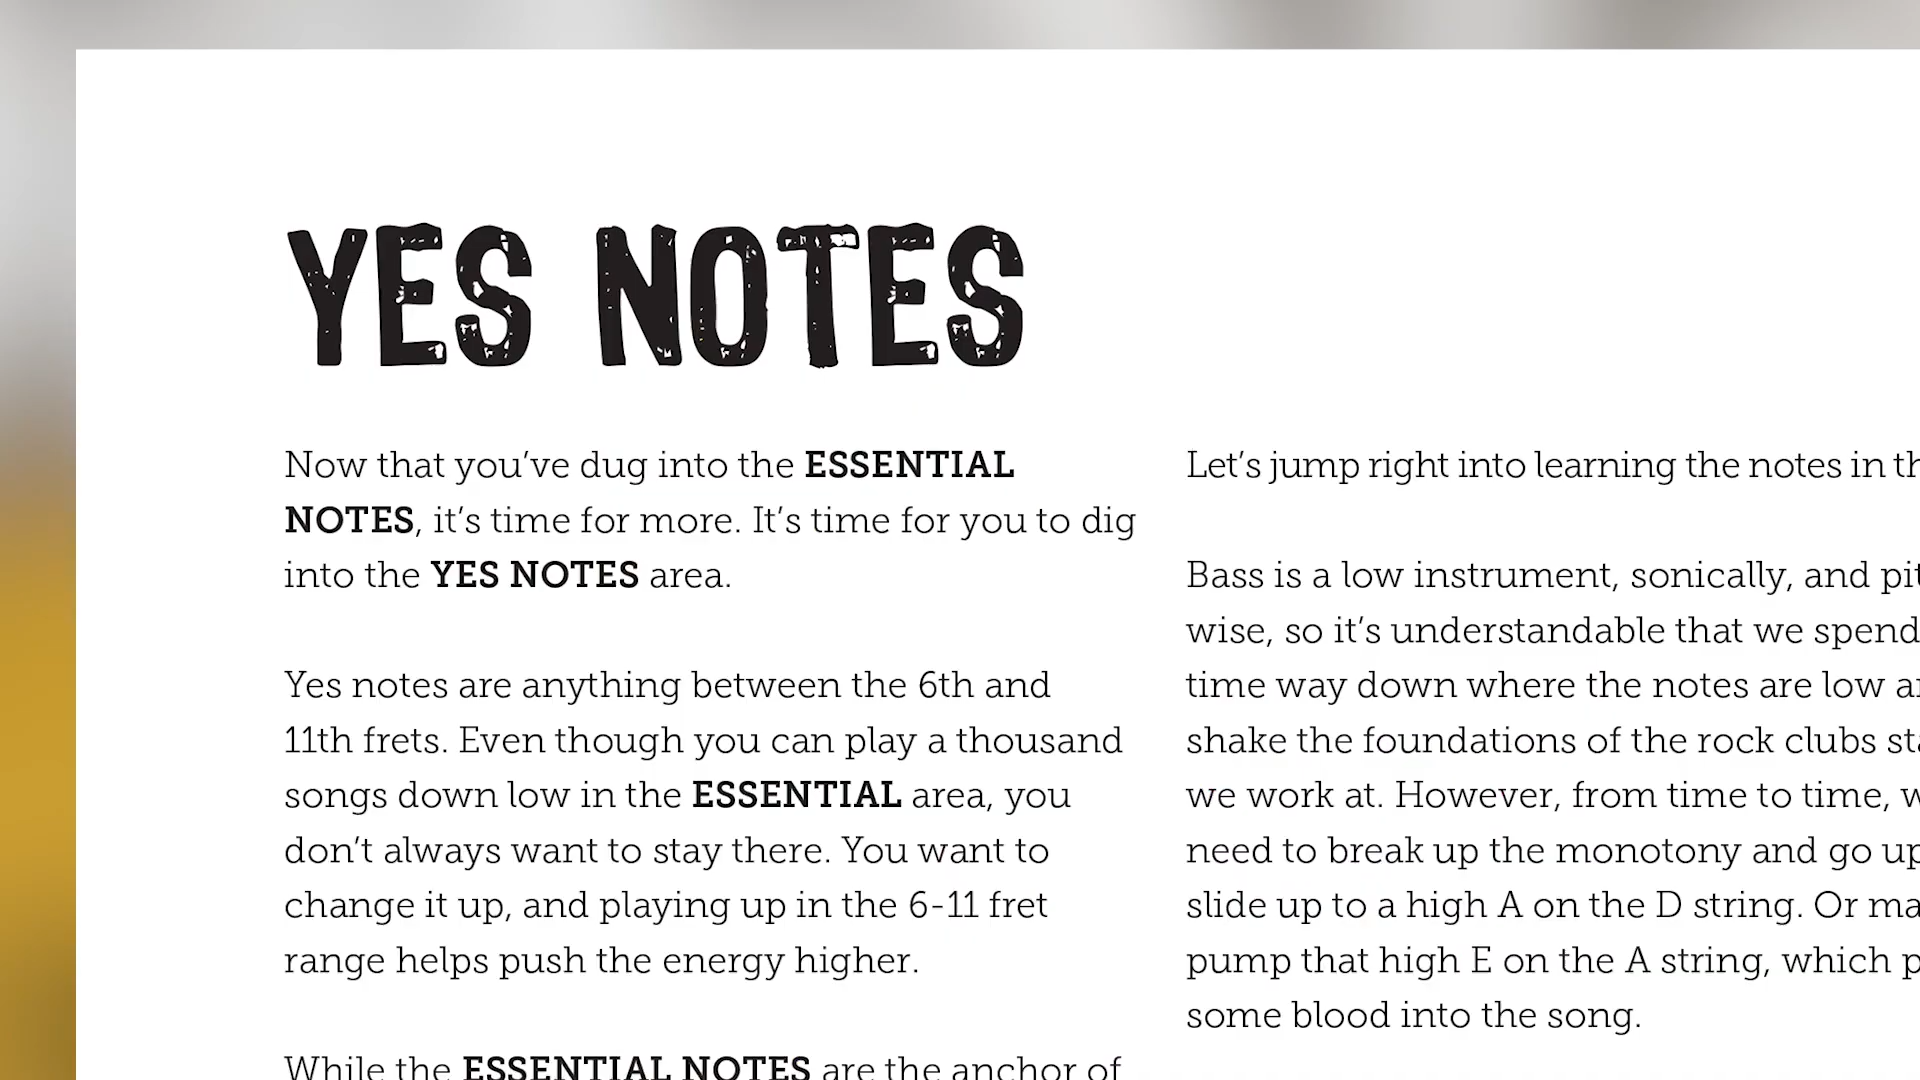 YES NOTES
Now that you’ve dug into the ESSENTIAL
NOTES, it’s time for more. It’s time for you to dig
into the YES NOTES area.
Yes notes are anything between the 6th and
11th frets. Even though you can play a thousand
songs down low in the ESSENTIAL area, you
don’t always want to stay there. You want to
change it up, and playing up in the 6-11 fret
range helps push the energy higher.
While the ESSENTIAL NOTES are the anchor of
Let’s jump right into learning the notes in
Bass is a low instrument, sonically, and
wise, so it’s understandable that we spend
time way down where the notes are low
shake the foundations of the rock clubs
we work at. However, from time to time,
need to break up the monotony and go up
slide up to a high A on the D string. Or
pump that high E on the A string, which
some blood into the song.